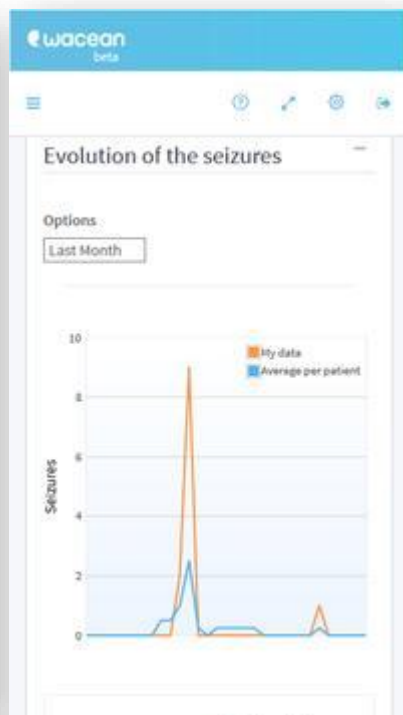 wacean
beta
Evolution of the seizures
Options
Last Month
10
My data
Average per patient
8
6
Seizures
4
2
0